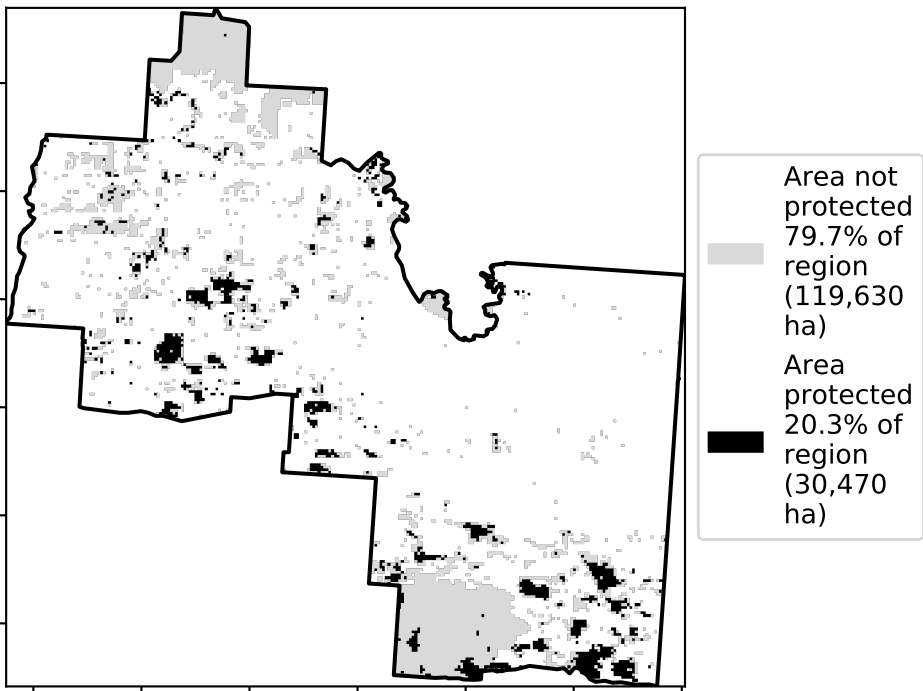 Area not
protected
79.7% of
region
(119,630
ha)
Area
protected
20.3% of
region
(30,470
ha)